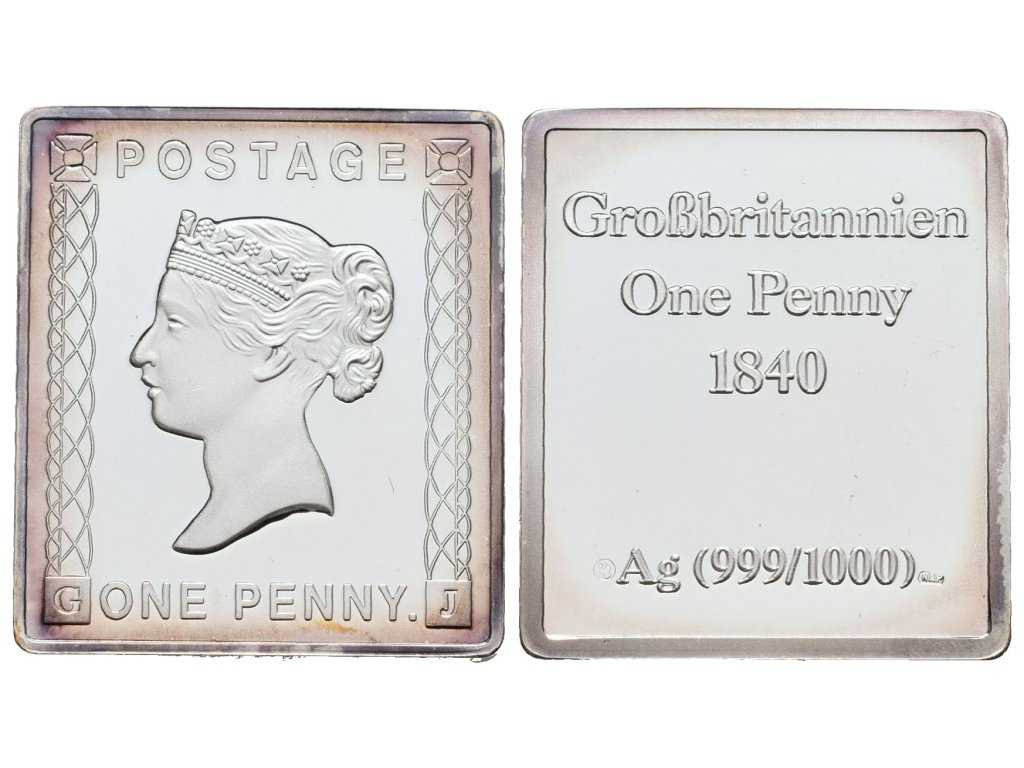 POSTAGE
G ONE PENNY. J
Großbritannien
One Penny
1840
Ag (999/1000)